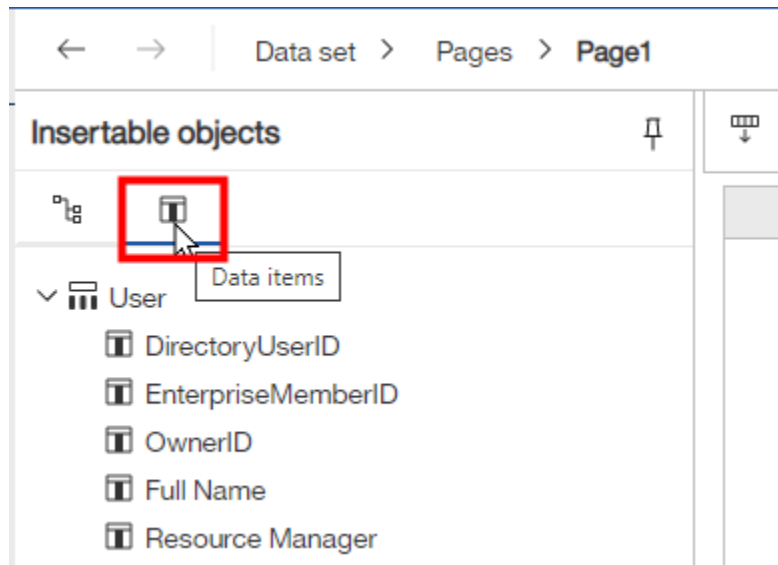 Data set > Pages > Page1
Insertable objects
Data items
User
DirectoryUserID
EnterpriseMemberID
OwnerID
Full Name
Resource Manager